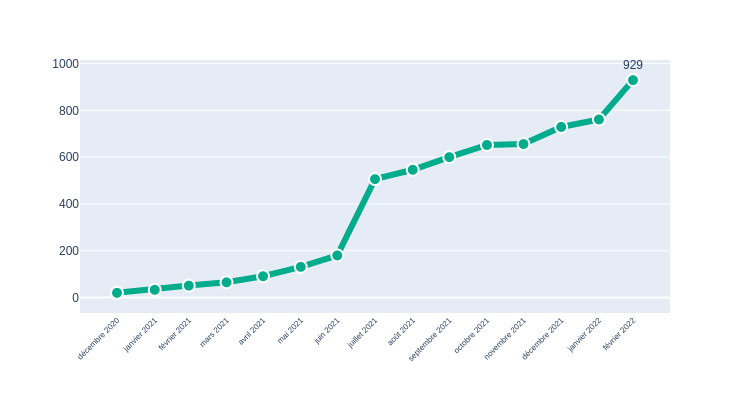 1000
800
600
400
200
0
929
décembre 2020
janvier 2021
février 2021
mars 2021
avril 2021
mai 2021
juin 2021
juillet 2021
août 2021
septembre 2021
octobre 2021
novembre 2021
décembre 2021
janvier 2022
février 2022